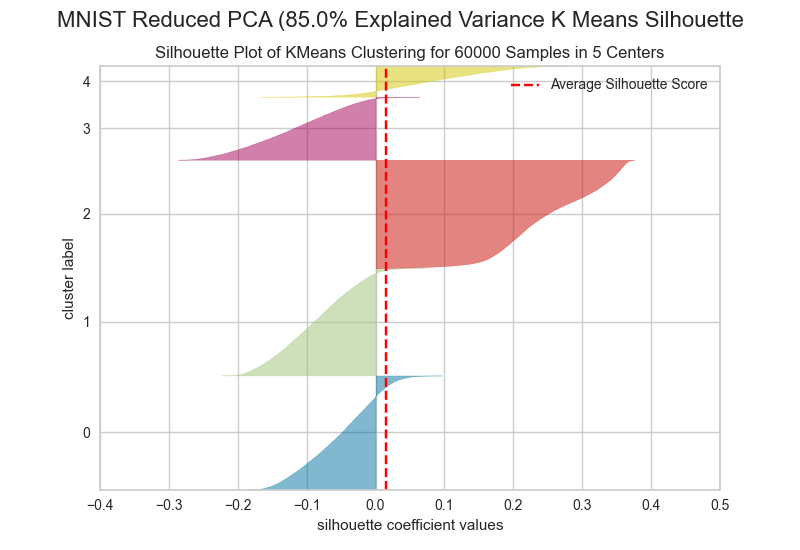 MNIST Reduced PCA (85.0% Explained Variance K Means Silhouette
Silhouette Plot of KMeans Clustering for 60000 Samples in 5 Centers
Average Silhouette Score
cluster label
4
3
2
1
0
−0.4 −0.3 −0.2 −0.1 0.0 0.1 0.2 0.3 0.4 0.5
silhouette coefficient values